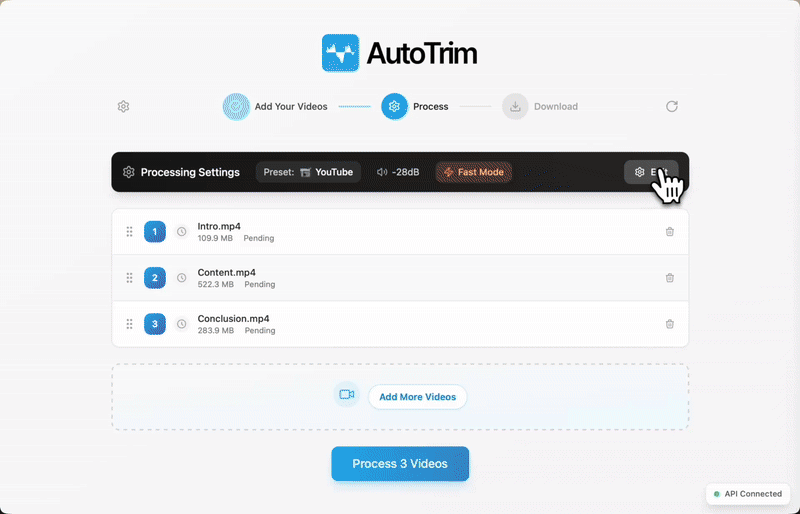 AutoTrim
Add Your Videos
Process
Download
Processing Settings
Preset: YouTube
-28dB
Fast Mode
1
Intro.mp4
109.9 MB Pending
2
Content.mp4
522.3 MB Pending
3
Conclusion.mp4
283.9 MB Pending
Add More Videos
Process 3 Videos
API Connected